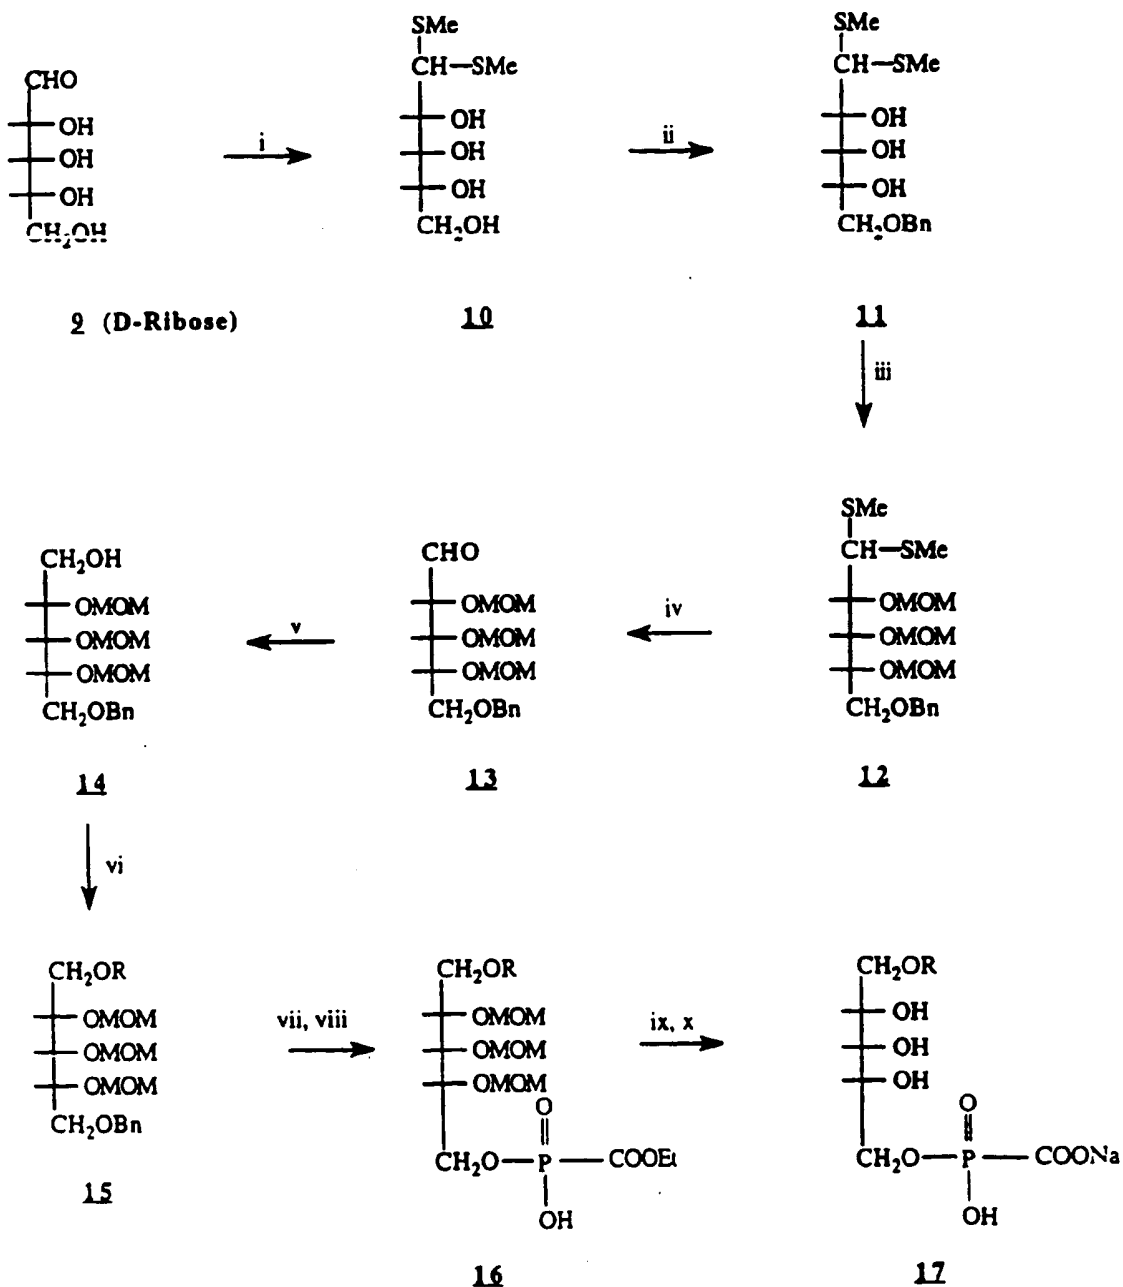 CHO
OH
OH
OH
CH₂OH
9 (D-Ribose)
i
SMe
CH—SMe
OH
OH
OH
CH₂OH
10
ii
SMe
CH—SMe
OH
OH
OH
CH₂OBn
11
iii
SMe
CH—SMe
OMOM
OMOM
OMOM
CH₂OBn
12
iv
CHO
OMOM
OMOM
OMOM
CH₂OBn
13
v
CH₂OH
OMOM
OMOM
OMOM
CH₂OBn
14
vi
CH₂OR
OMOM
OMOM
OMOM
CH₂OBn
15
vii, viii
CH₂OR
OMOM
OMOM
OMOM
O
CH₂O—P—COOEt
OH
16
ix, x
CH₂OR
OH
OH
OH
O
CH₂O—P—COONa
OH
17